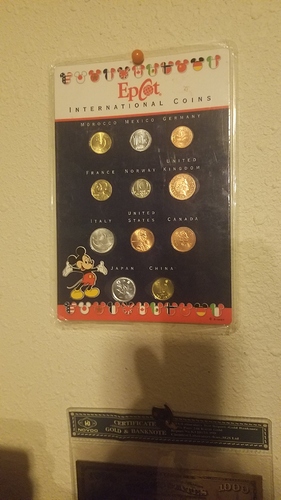 Epcot
INTERNATIONAL COINS
MOROCCO MEXICO GERMANY
FRANCE NORWAY UNITED KINGDOM
ITALY UNITED STATES CANADA
JAPAN CHINA
CERTIFICATE
GOLD & BANKNOTE
1000